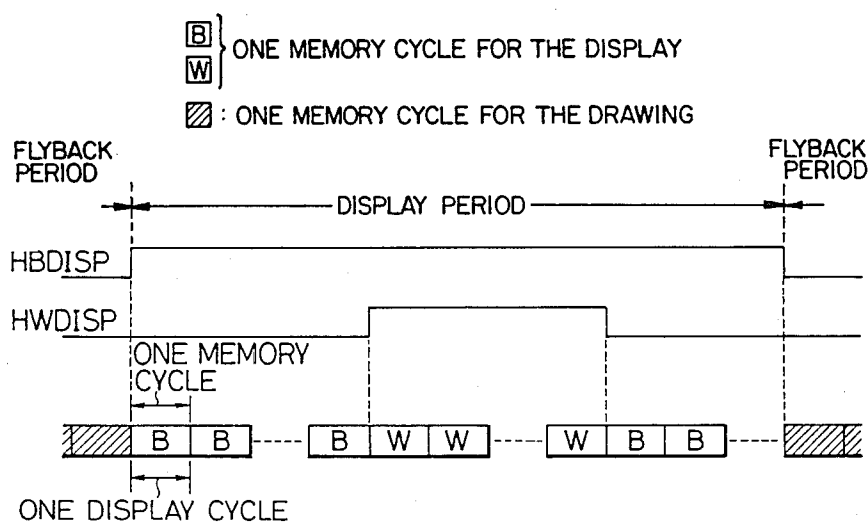 B
W
ONE MEMORY CYCLE FOR THE DISPLAY
: ONE MEMORY CYCLE FOR THE DRAWING
FLYBACK
PERIOD
FLYBACK
PERIOD
DISPLAY PERIOD
HBDISP
HWDISP
ONE MEMORY
CYCLE
B B B W W W B B
ONE DISPLAY CYCLE